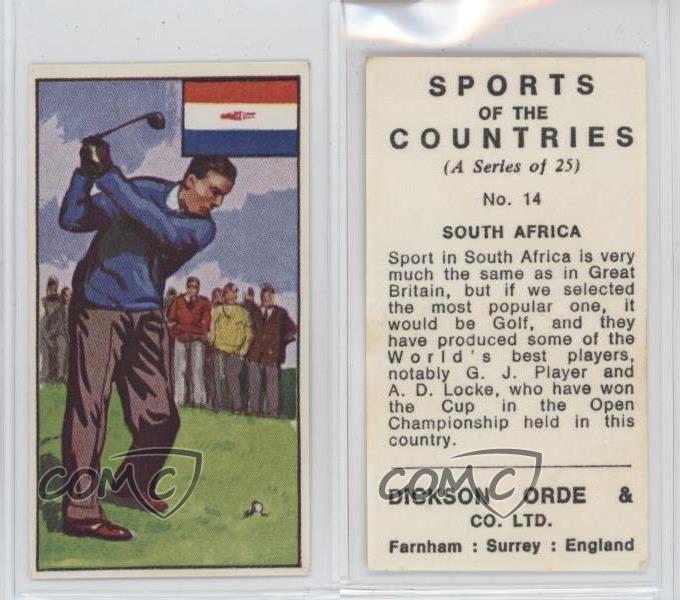 SPORTS
OF THE
COUNTRIES
(A Series of 25)
No. 14
SOUTH AFRICA
Sport in South Africa is very
much the same as in Great
Britain, but if we selected
the most popular one, it
would be Golf, and they
have produced some of the
World's best players,
notably G. J. Player and
A. D. Locke, who have won
the Cup in the Open
Championship held in this
country.
DICKSON ORDE &
CO. LTD.
Farnham : Surrey : England
COMC
COMC